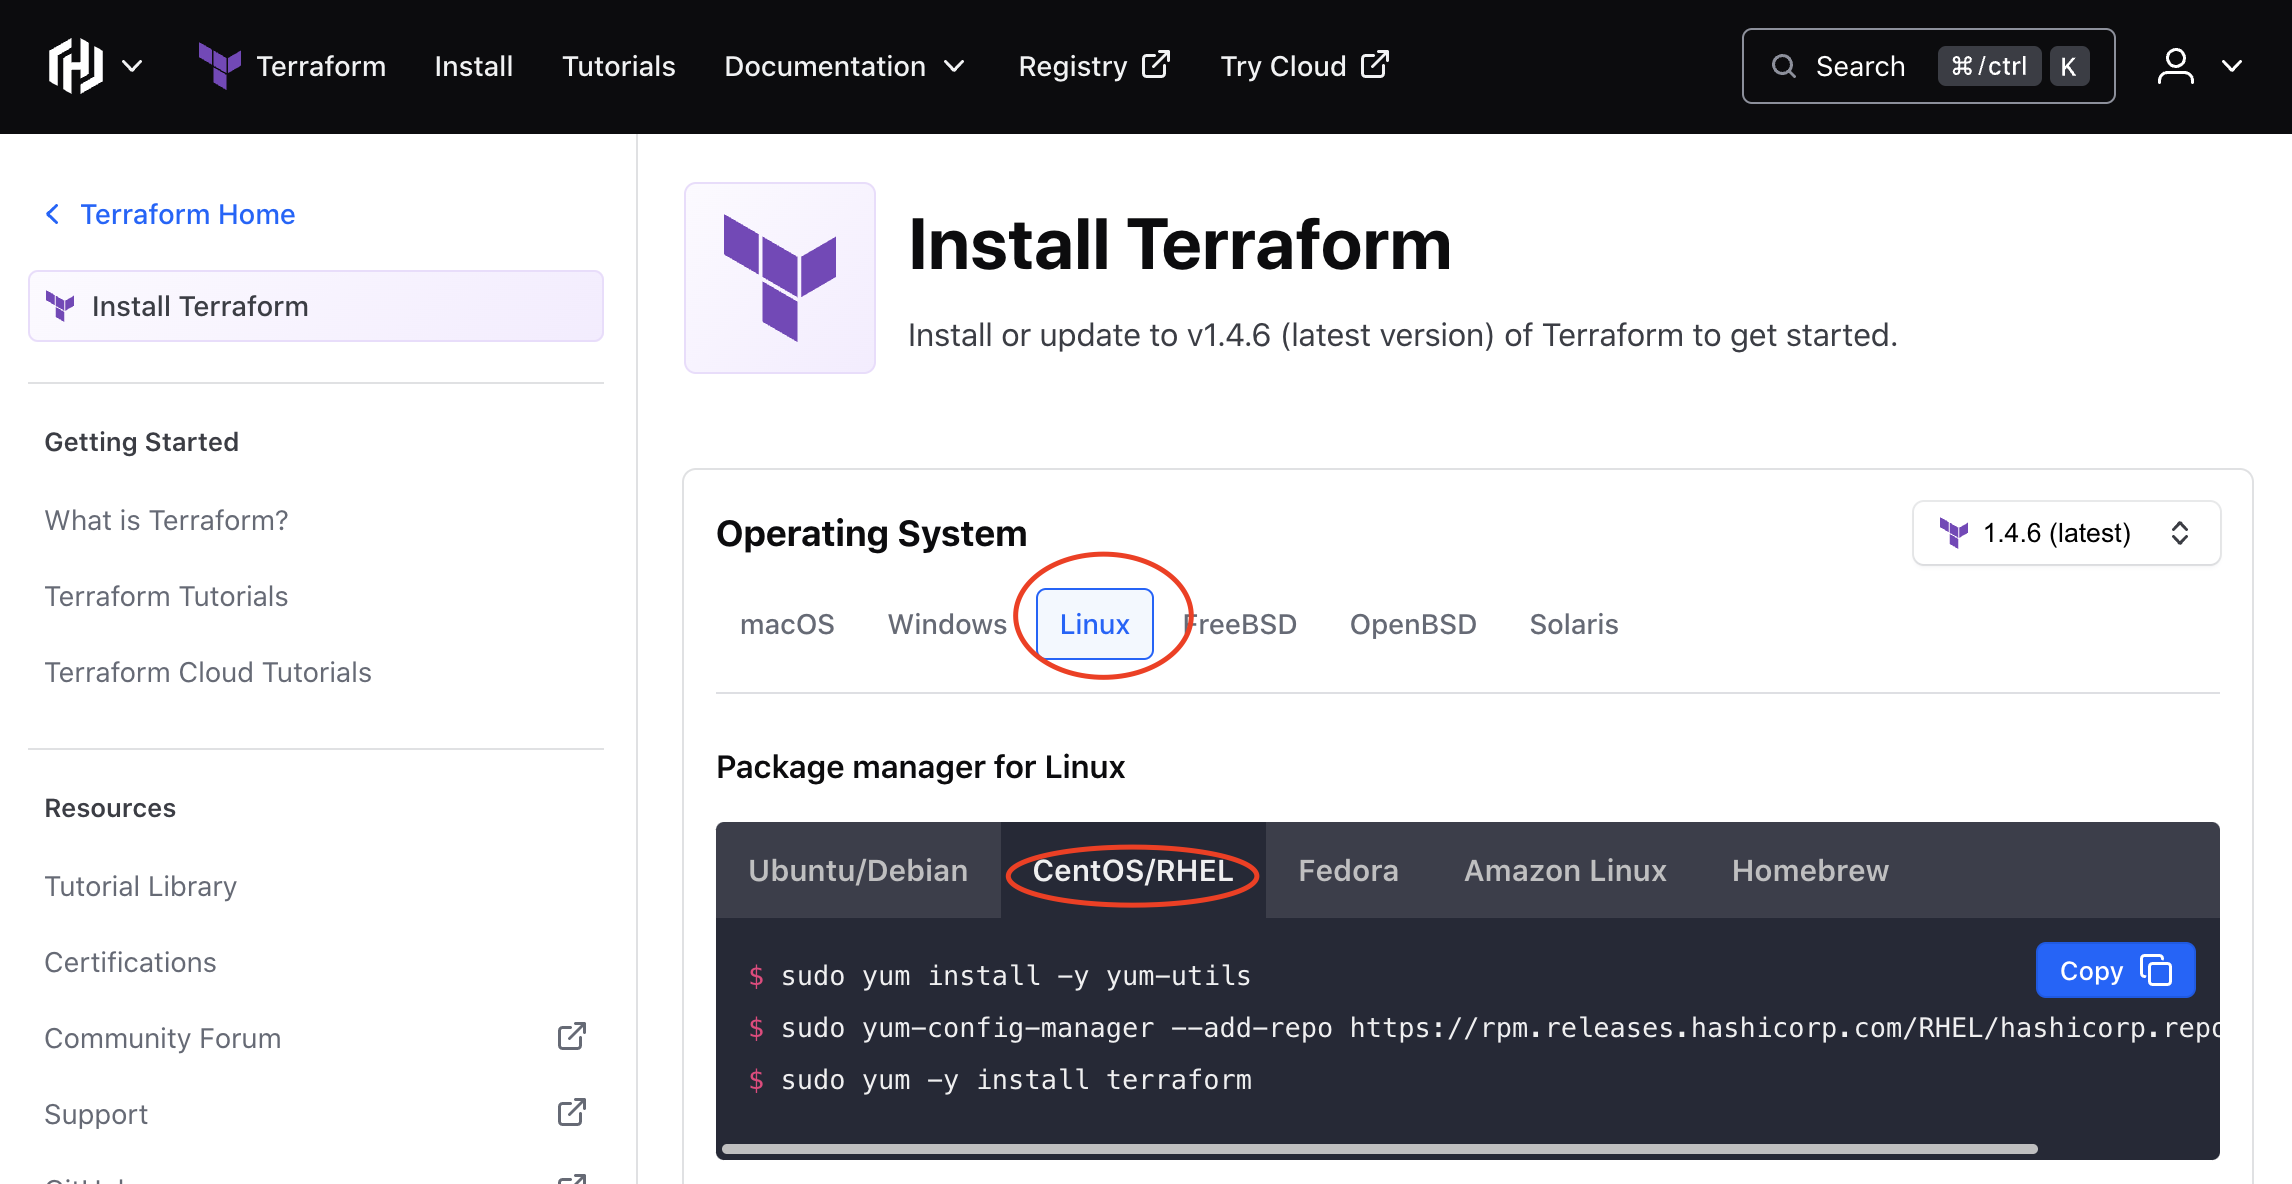 Terraform Install Tutorials Documentation Registry Try Cloud Search ⌘/ctrl K
Terraform Home
Install Terraform
Getting Started
What is Terraform?
Terraform Tutorials
Terraform Cloud Tutorials
Resources
Tutorial Library
Certifications
Community Forum
Support
Install Terraform
Install or update to v1.4.6 (latest version) of Terraform to get started.
Operating System
1.4.6 (latest)
macOS Windows Linux FreeBSD OpenBSD Solaris
Package manager for Linux
Ubuntu/Debian CentOS/RHEL Fedora Amazon Linux Homebrew
Copy
$ sudo yum install -y yum-utils
$ sudo yum-config-manager --add-repo https://rpm.releases.hashicorp.com/RHEL/hashicorp.repo
$ sudo yum -y install terraform